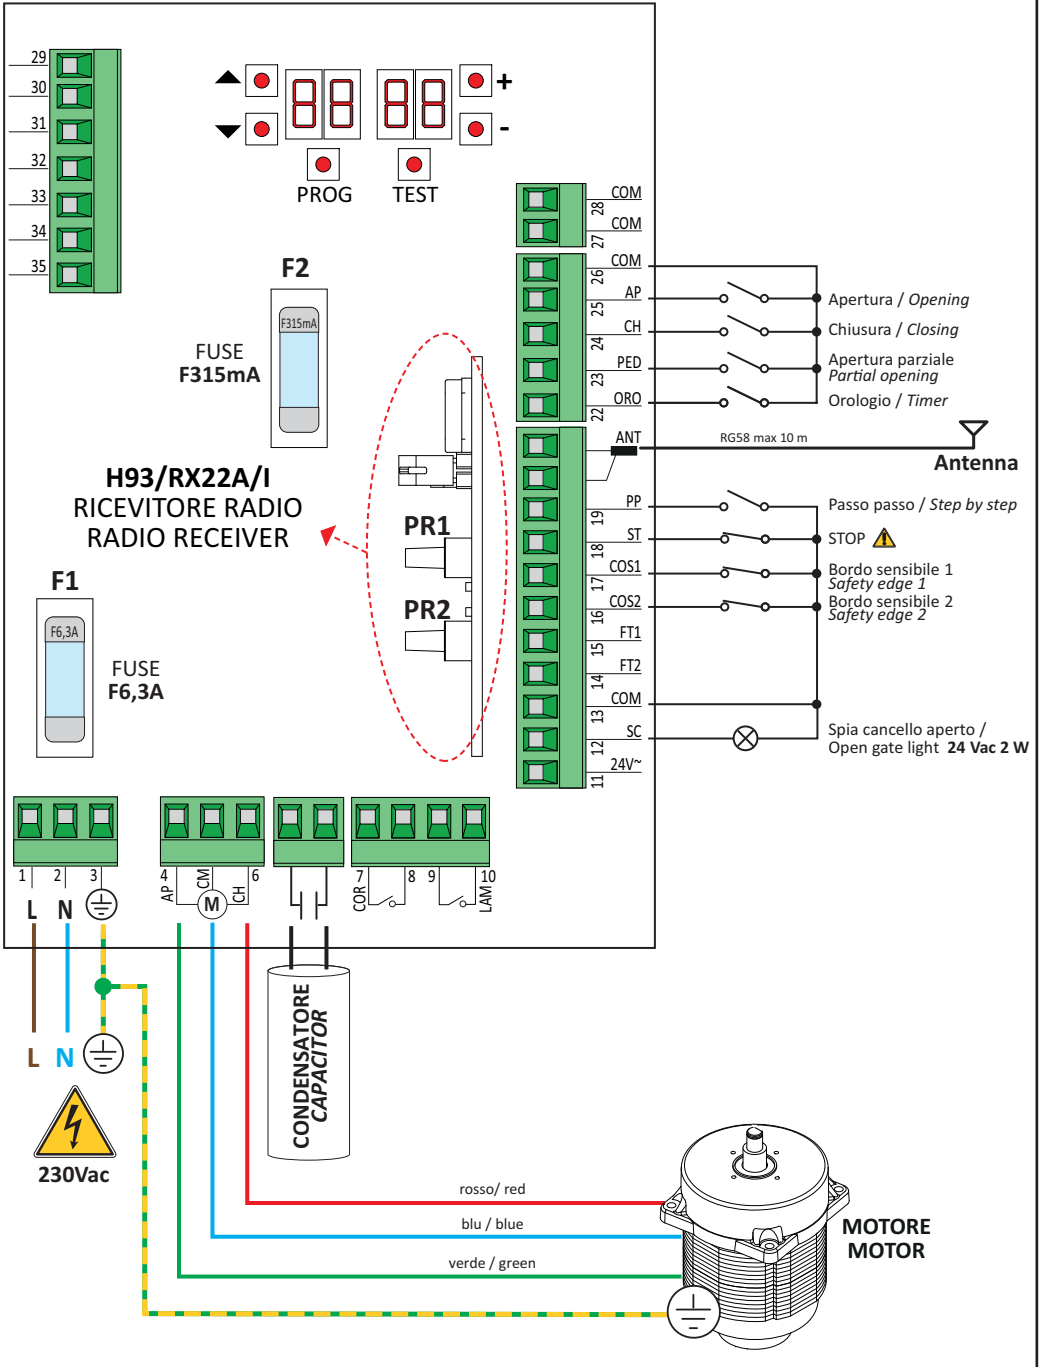 29
30
31
32
33
34
35
+
-
PROG
TEST
F2
F315mA
FUSE
F315mA
H93/RX22A/I
RICEVITORE RADIO
RADIO RECEIVER
PR1
PR2
F1
F6,3A
FUSE
F6,3A
COM
28
COM
27
COM
26
AP
25
CH
24
PED
23
ORO
22
ANT
PP
19
ST
18
COS1
17
COS2
16
FT1
15
FT2
14
COM
13
SC
12
24V~
11
Apertura / Opening
Chiusura / Closing
Apertura parziale
Partial opening
Orologio / Timer
RG58 max 10 m
Antenna
Passo passo / Step by step
STOP
Bordo sensibile 1
Safety edge 1
Bordo sensibile 2
Safety edge 2
Spia cancello aperto /
Open gate light 24 Vac 2 W
1
2
3
L
N
4
AP
CM
CH
6
M
7
COR
8
9
10
LAM
L
N
230Vac
CONDENSATORE
CAPACITOR
rosso/ red
blu / blue
verde / green
MOTORE
MOTOR